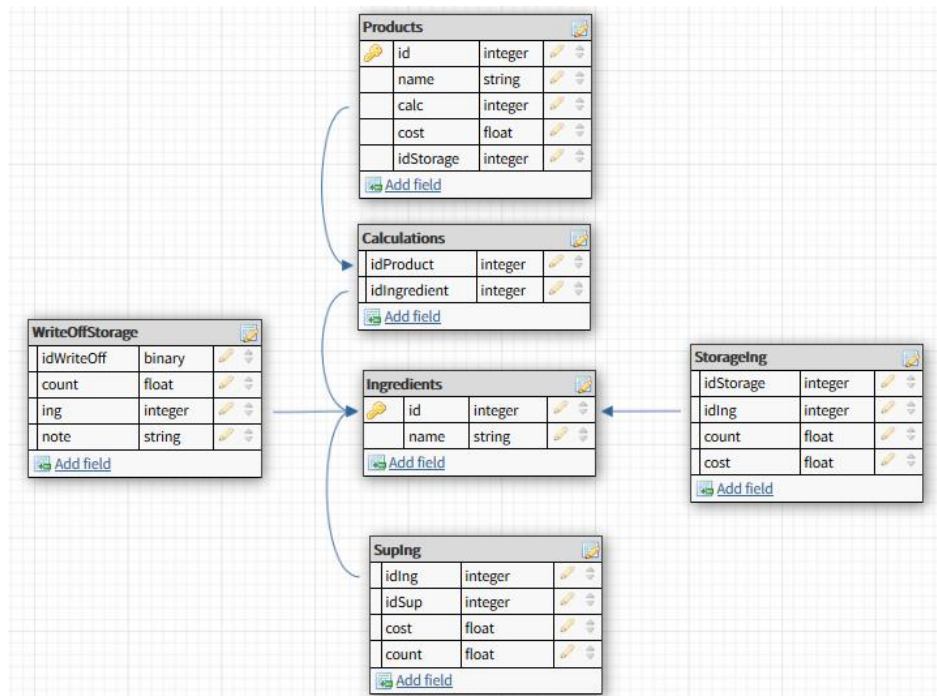 Products
id integer
name string
calc integer
cost float
idStorage integer
Add field
Calculations
idProduct integer
idIngredient integer
Add field
WriteOffStorage
idWriteOff binary
count float
ing integer
note string
Add field
Ingredients
id integer
name string
Add field
StorageIng
idStorage integer
idIng integer
count float
cost float
Add field
SupIng
idIng integer
idSup integer
cost float
count float
Add field